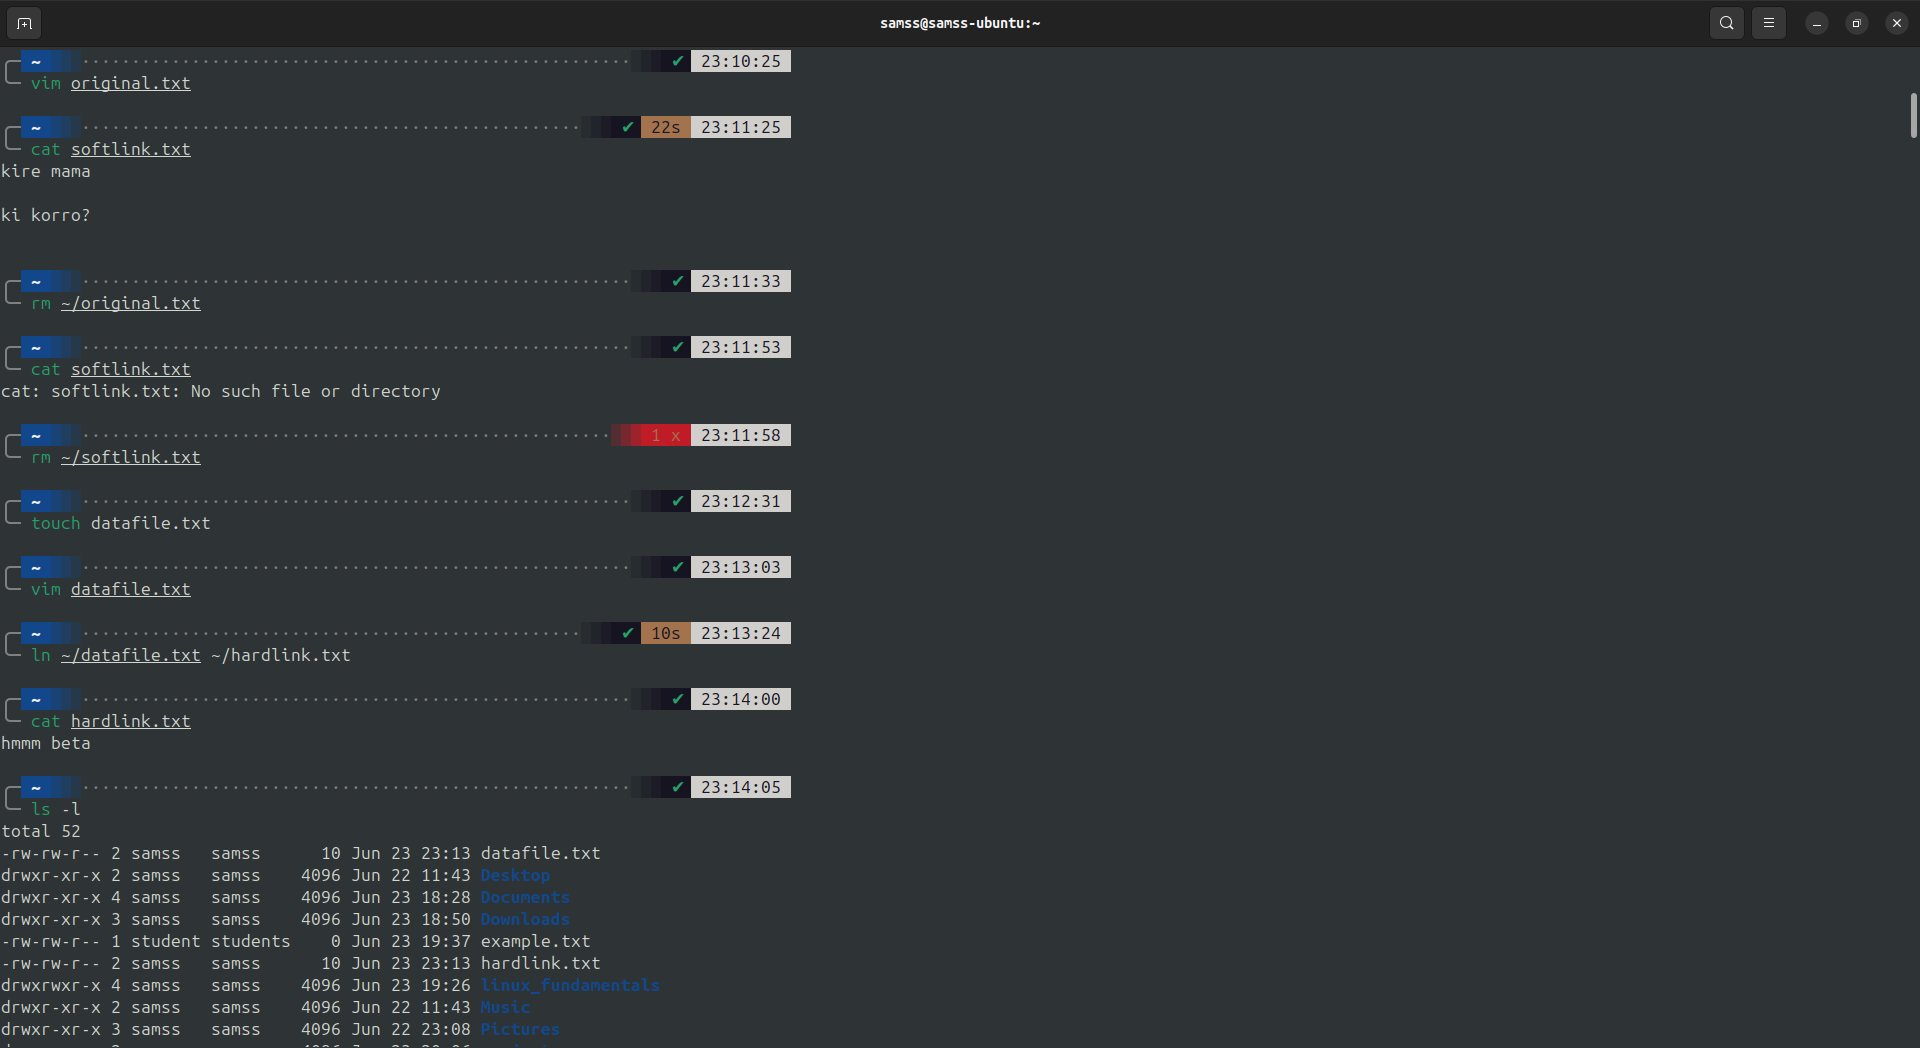 samss@samss-ubuntu:~
~ ✔ 23:10:25
vim original.txt
~ ✔ 22s 23:11:25
cat softlink.txt
kire mama
ki korro?
~ ✔ 23:11:33
rm ~/original.txt
~ ✔ 23:11:53
cat softlink.txt
cat: softlink.txt: No such file or directory
~ 1 x 23:11:58
rm ~/softlink.txt
~ ✔ 23:12:31
touch datafile.txt
~ ✔ 23:13:03
vim datafile.txt
~ ✔ 10s 23:13:24
ln ~/datafile.txt ~/hardlink.txt
~ ✔ 23:14:00
cat hardlink.txt
hmmm beta
~ ✔ 23:14:05
ls -l
total 52
-rw-rw-r-- 2 samss   samss      10 Jun 23 23:13 datafile.txt
drwxr-xr-x 2 samss   samss    4096 Jun 22 11:43 Desktop
drwxr-xr-x 4 samss   samss    4096 Jun 23 18:28 Documents
drwxr-xr-x 3 samss   samss    4096 Jun 23 18:50 Downloads
-rw-rw-r-- 1 student students    0 Jun 23 19:37 example.txt
-rw-rw-r-- 2 samss   samss      10 Jun 23 23:13 hardlink.txt
drwxrwxr-x 4 samss   samss    4096 Jun 23 19:26 linux_fundamentals
drwxr-xr-x 2 samss   samss    4096 Jun 22 11:43 Music
drwxr-xr-x 3 samss   samss    4096 Jun 22 23:08 Pictures